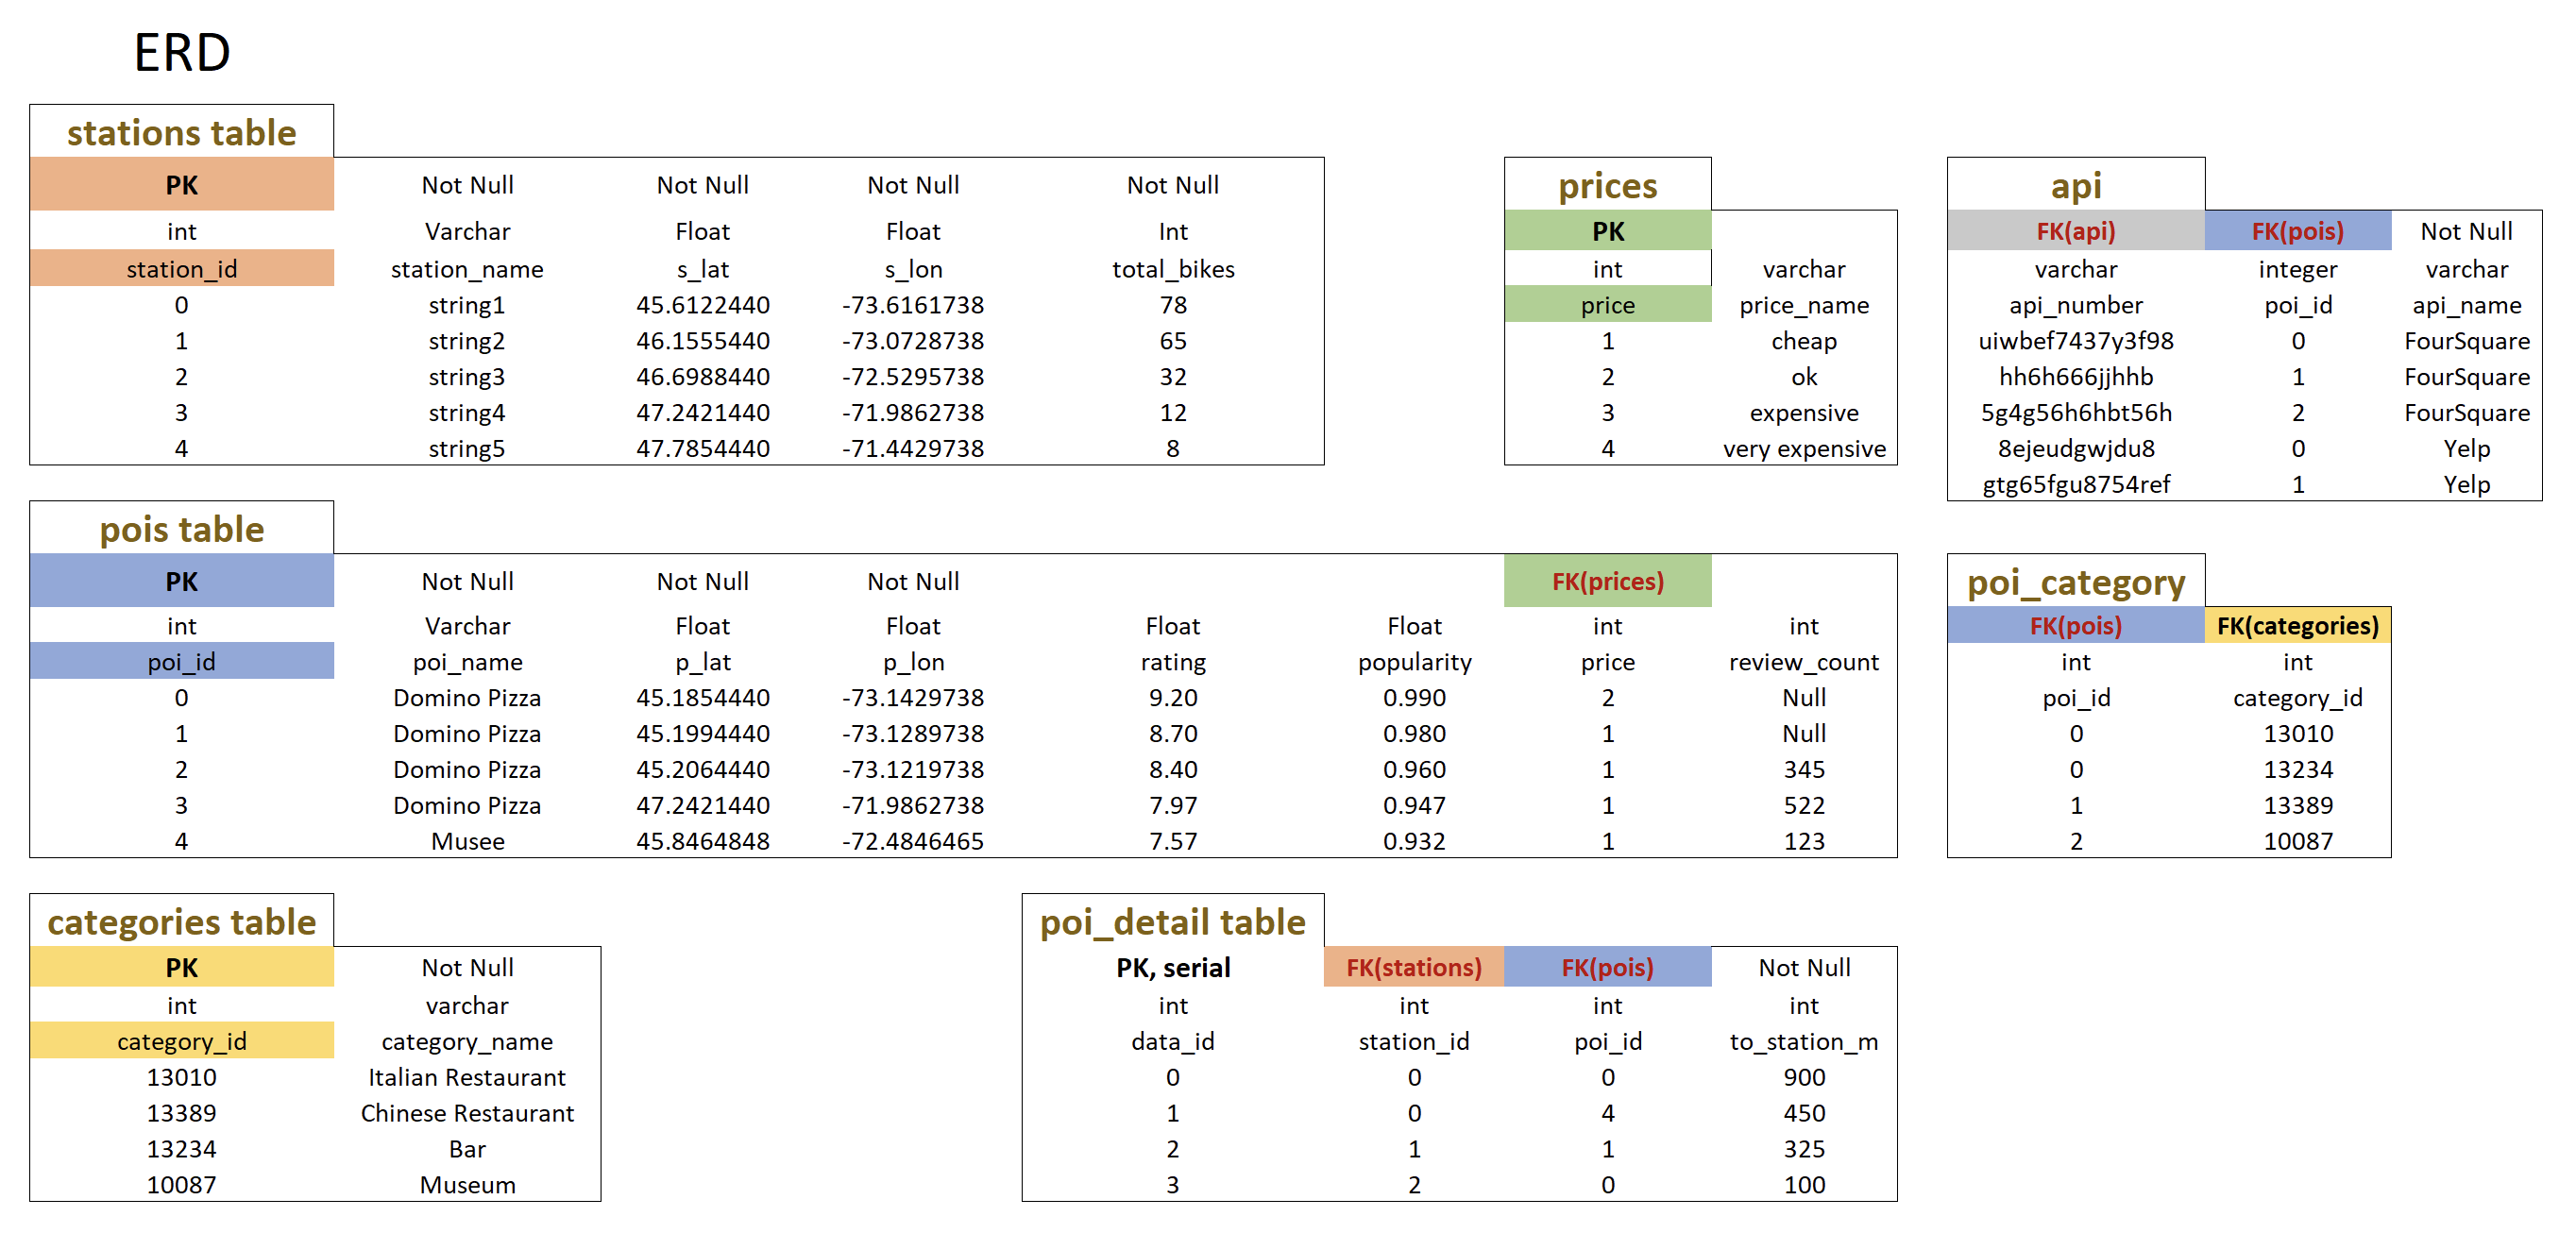 ERD
stations table
PK Not Null Not Null Not Null Not Null
int Varchar Float Float Int
station_id station_name s_lat s_lon total_bikes
0 string1 45.6122440 -73.6161738 78
1 string2 46.1555440 -73.0728738 65
2 string3 46.6988440 -72.5295738 32
3 string4 47.2421440 -71.9862738 12
4 string5 47.7854440 -71.4429738 8
prices
PK
int varchar
price price_name
1 cheap
2 ok
3 expensive
4 very expensive
api
FK(api) FK(pois) Not Null
varchar integer varchar
api_number poi_id api_name
uiwbef7437y3f98 0 FourSquare
hh6h666jjhhb 1 FourSquare
5g4g56h6hbt56h 2 FourSquare
8ejeudgwjdu8 0 Yelp
gtg65fgu8754ref 1 Yelp
pois table
PK Not Null Not Null Not Null FK(prices)
int Varchar Float Float Float Float int int
poi_id poi_name p_lat p_lon rating popularity price review_count
0 Domino Pizza 45.1854440 -73.1429738 9.20 0.990 2 Null
1 Domino Pizza 45.1994440 -73.1289738 8.70 0.980 1 Null
2 Domino Pizza 45.2064440 -73.1219738 8.40 0.960 1 345
3 Domino Pizza 47.2421440 -71.9862738 7.97 0.947 1 522
4 Musee 45.8464848 -72.4846465 7.57 0.932 1 123
poi_category
FK(pois) FK(categories)
int int
poi_id category_id
0 13010
0 13234
1 13389
2 10087
categories table
PK Not Null
int varchar
category_id category_name
13010 Italian Restaurant
13389 Chinese Restaurant
13234 Bar
10087 Museum
poi_detail table
PK, serial FK(stations) FK(pois) Not Null
int int int int
data_id station_id poi_id to_station_m
0 0 0 900
1 0 4 450
2 1 1 325
3 2 0 100